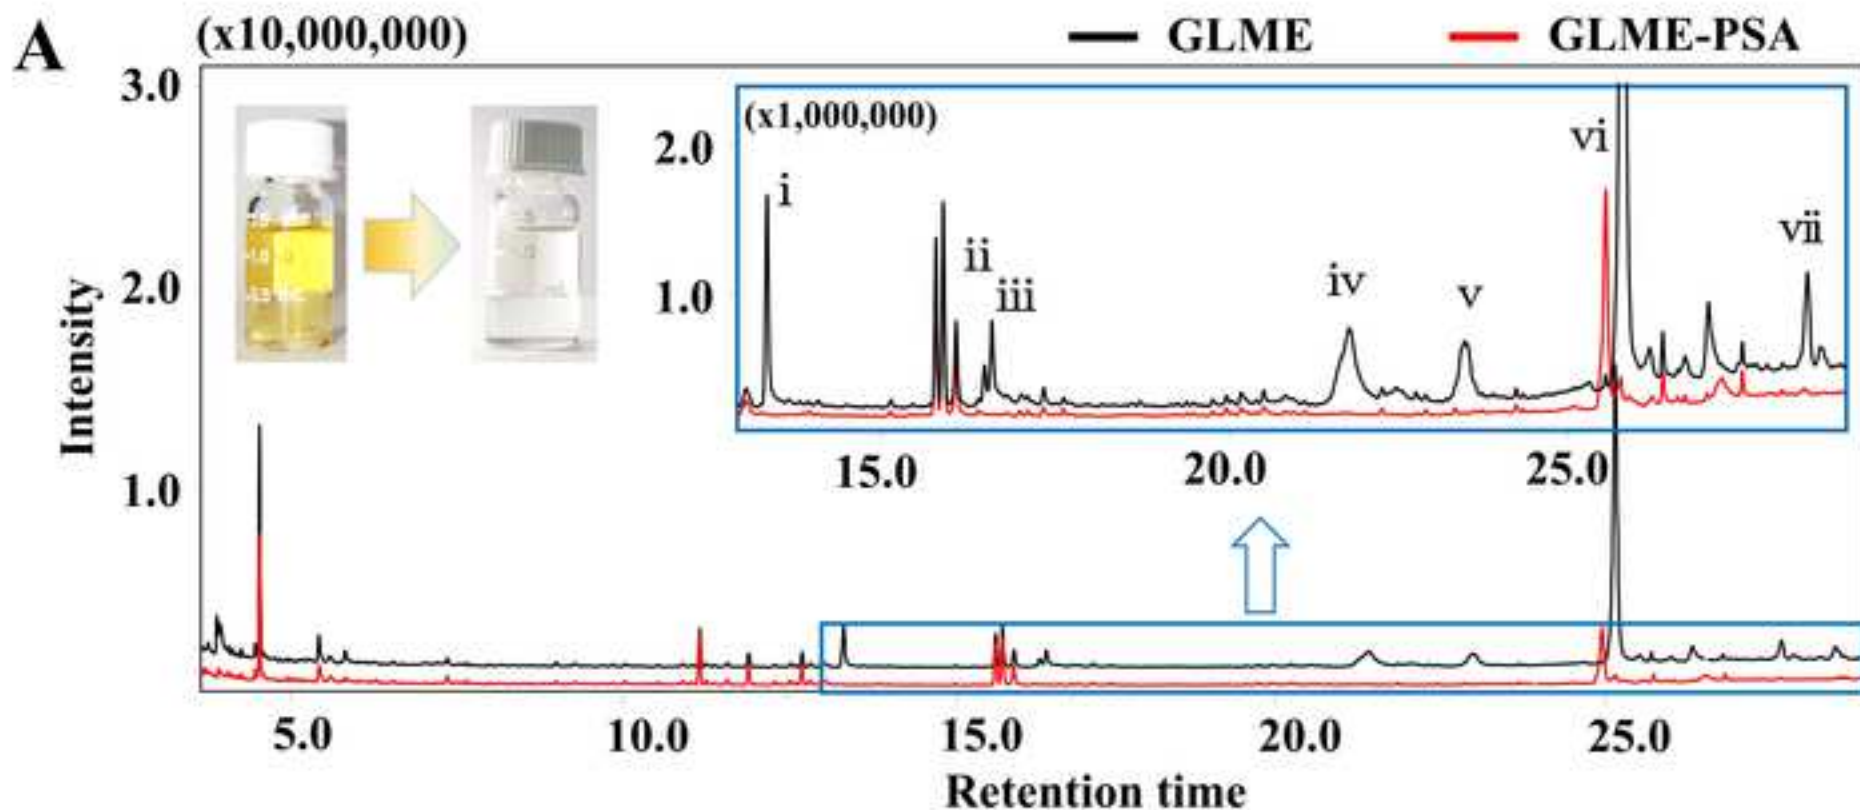 A
(x10,000,000)
GLME
GLME-PSA
3.0
2.0
1.0
Intensity
(x1,000,000)
2.0
1.0
i
ii
iii
iv
v
vi
vii
15.0
20.0
25.0
5.0
10.0
15.0
20.0
25.0
Retention time